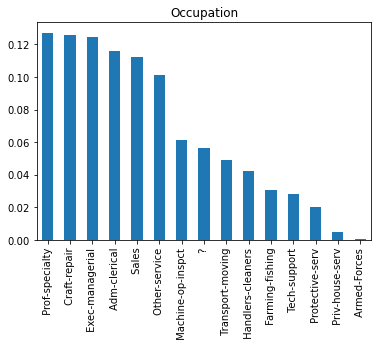 Occupation
0.12
0.10
0.08
0.06
0.04
0.02
0.00
Prof-specialty
Craft-repair
Exec-managerial
Adm-clerical
Sales
Other-service
Machine-op-inspct
?
Transport-moving
Handlers-cleaners
Farming-fishing
Tech-support
Protective-serv
Priv-house-serv
Armed-Forces